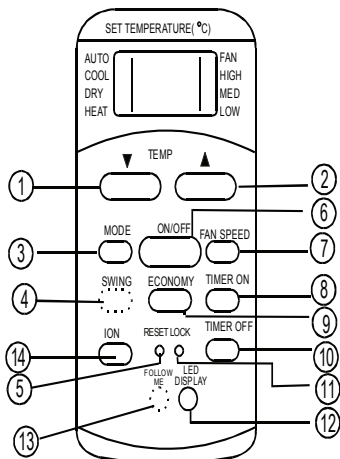 SET TEMPERATURE(°C)
AUTO FAN
COOL HIGH
DRY MED
HEAT LOW
▼ TEMP ▲
1 2
6
MODE ON/OFF FAN SPEED
3 7
SWING ECONOMY TIMER ON
4 8
9
ION RESET LOCK TIMER OFF
14 10
5 11
FOLLOW ME LED DISPLAY
13 12